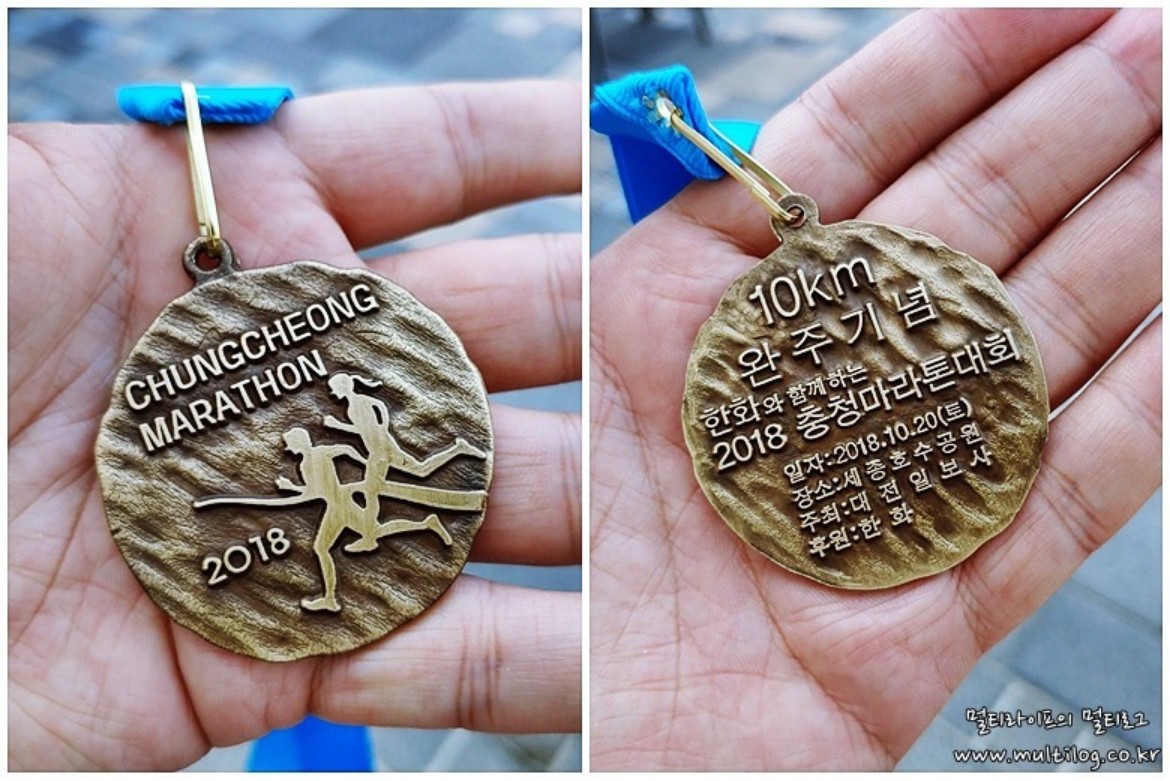 CHUNGCHEONG
MARATHON
2018
10km
완주기념
한화와 함께하는
2018 충청마라톤대회
일자:2018.10.20(토)
장소:세종호수공원
주최:대전일보사
후원:한화
멀티라이프의 멀티로그
www.multilog.co.kr